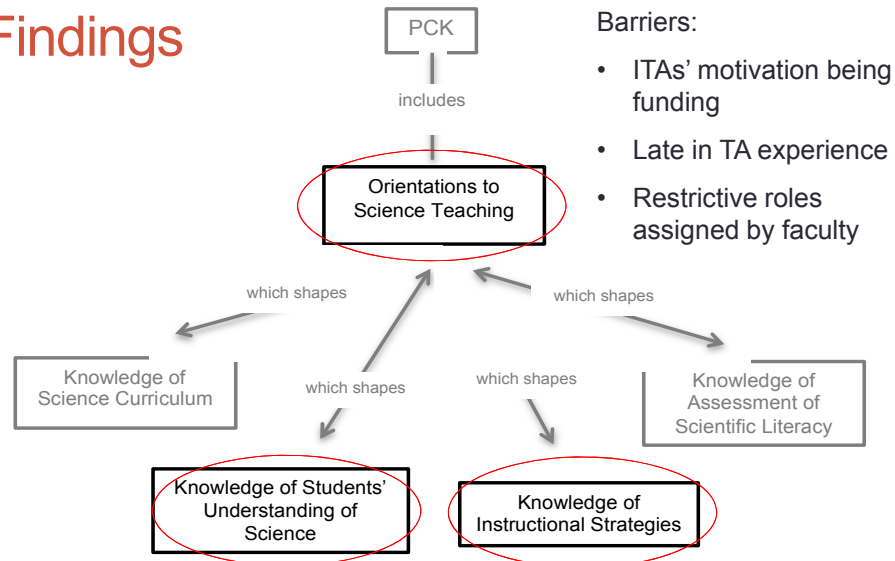 Findings
PCK
includes
Orientations to
Science Teaching
which shapes
which shapes
Knowledge of
Science Curriculum
which shapes
which shapes
Knowledge of
Assessment of
Scientific Literacy
Knowledge of Students’
Understanding of
Science
Knowledge of
Instructional Strategies
Barriers:
• ITAs’ motivation being
funding
• Late in TA experience
• Restrictive roles
assigned by faculty